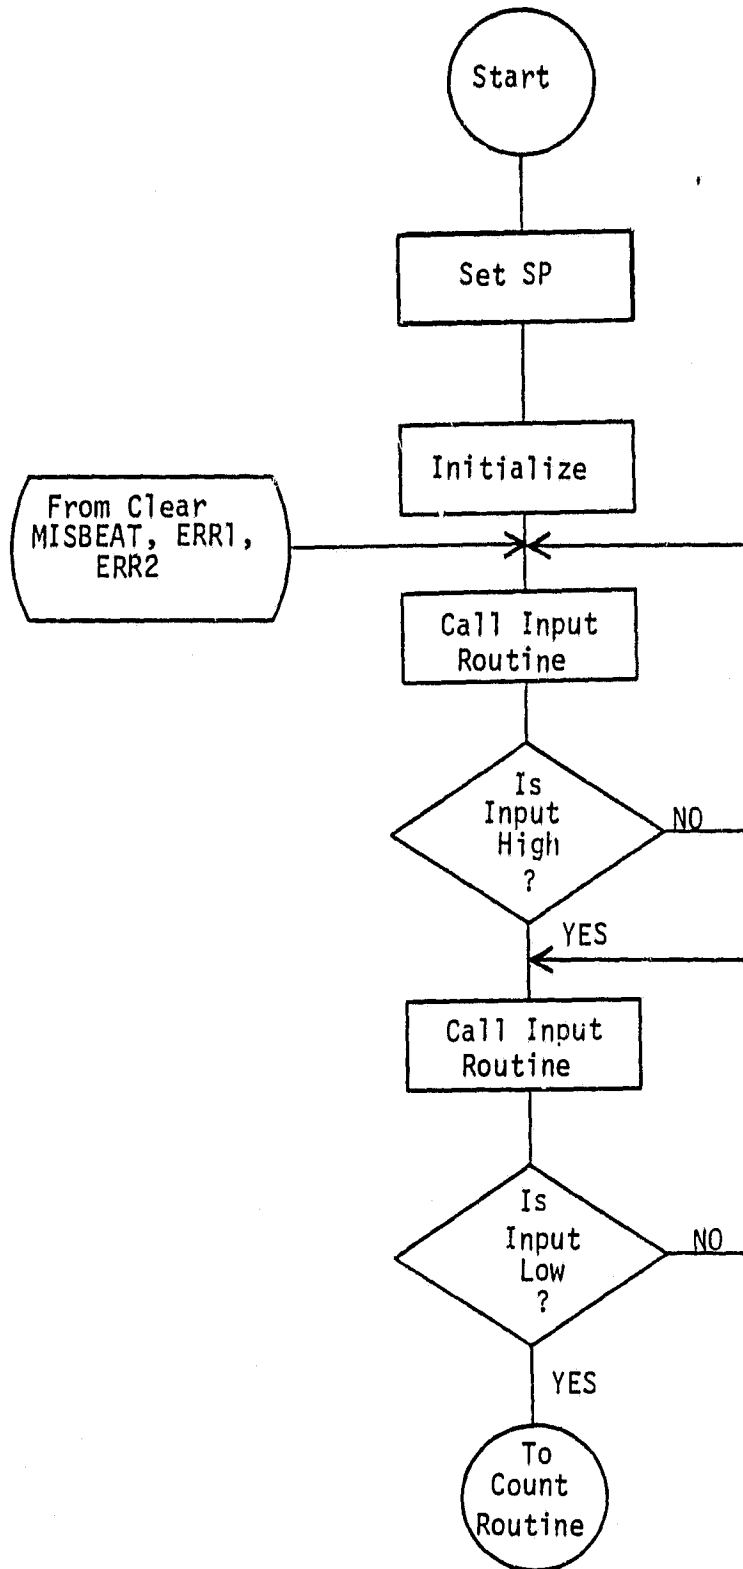 Start
Set SP
Initialize
From Clear
MISBEAT, ERR1,
ERR2
Call Input
Routine
Is
Input
High
?
NO
YES
Call Input
Routine
Is
Input
Low
?
NO
YES
To
Count
Routine